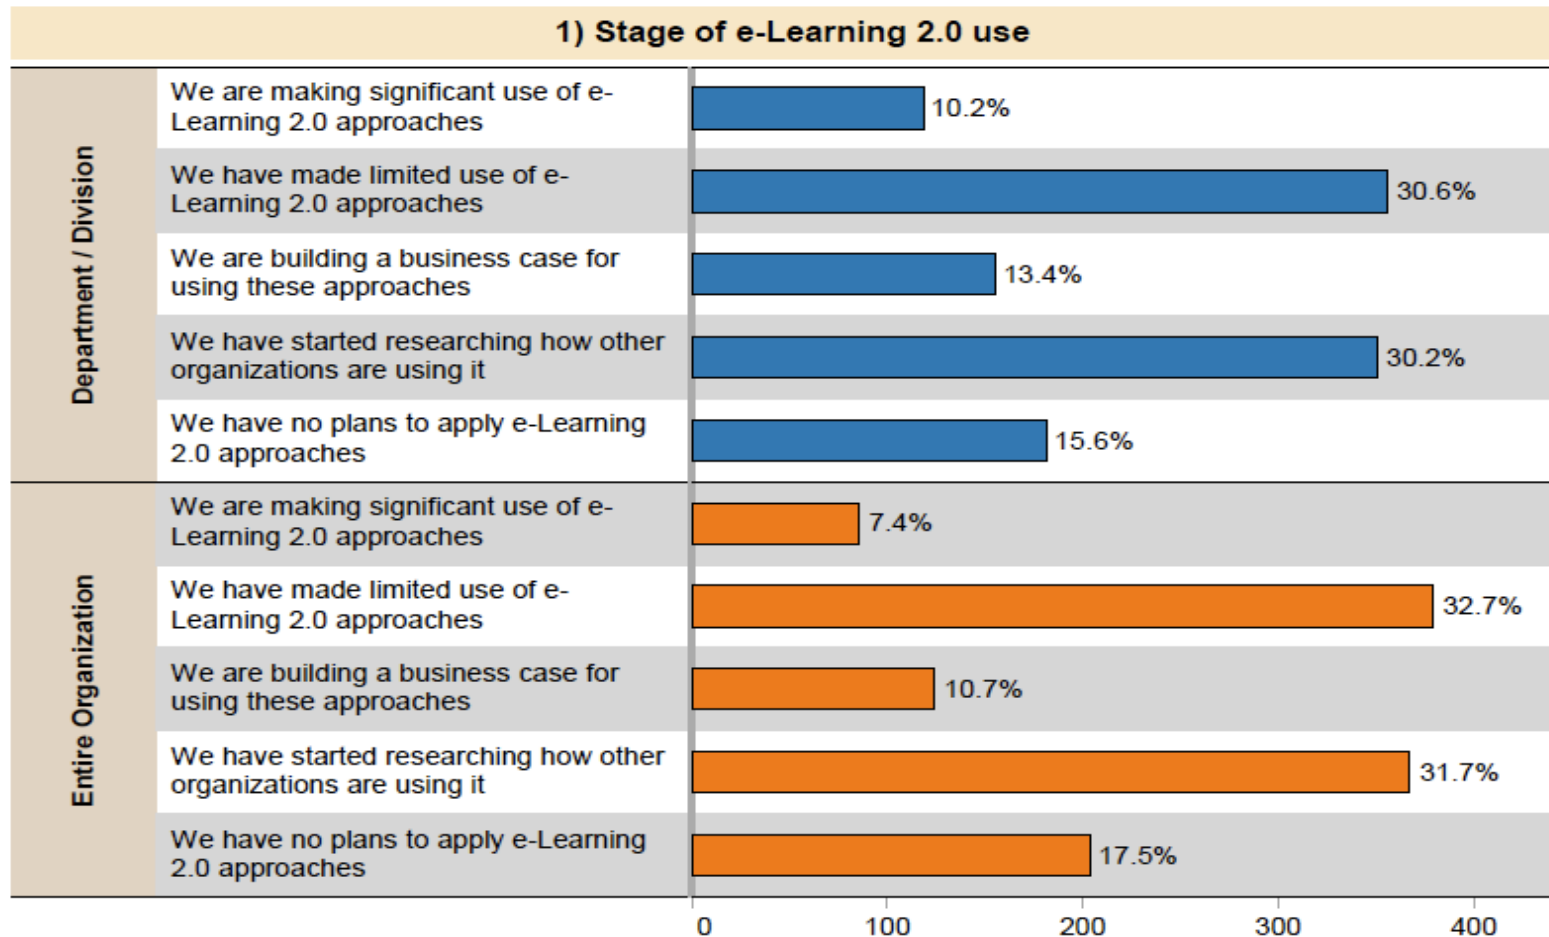 1) Stage of e-Learning 2.0 use
Department / Division
We are making significant use of e-
Learning 2.0 approaches
10.2%
We have made limited use of e-
Learning 2.0 approaches
30.6%
We are building a business case for
using these approaches
13.4%
We have started researching how other
organizations are using it
30.2%
We have no plans to apply e-Learning
2.0 approaches
15.6%
Entire Organization
We are making significant use of e-
Learning 2.0 approaches
7.4%
We have made limited use of e-
Learning 2.0 approaches
32.7%
We are building a business case for
using these approaches
10.7%
We have started researching how other
organizations are using it
31.7%
We have no plans to apply e-Learning
2.0 approaches
17.5%
0 100 200 300 400